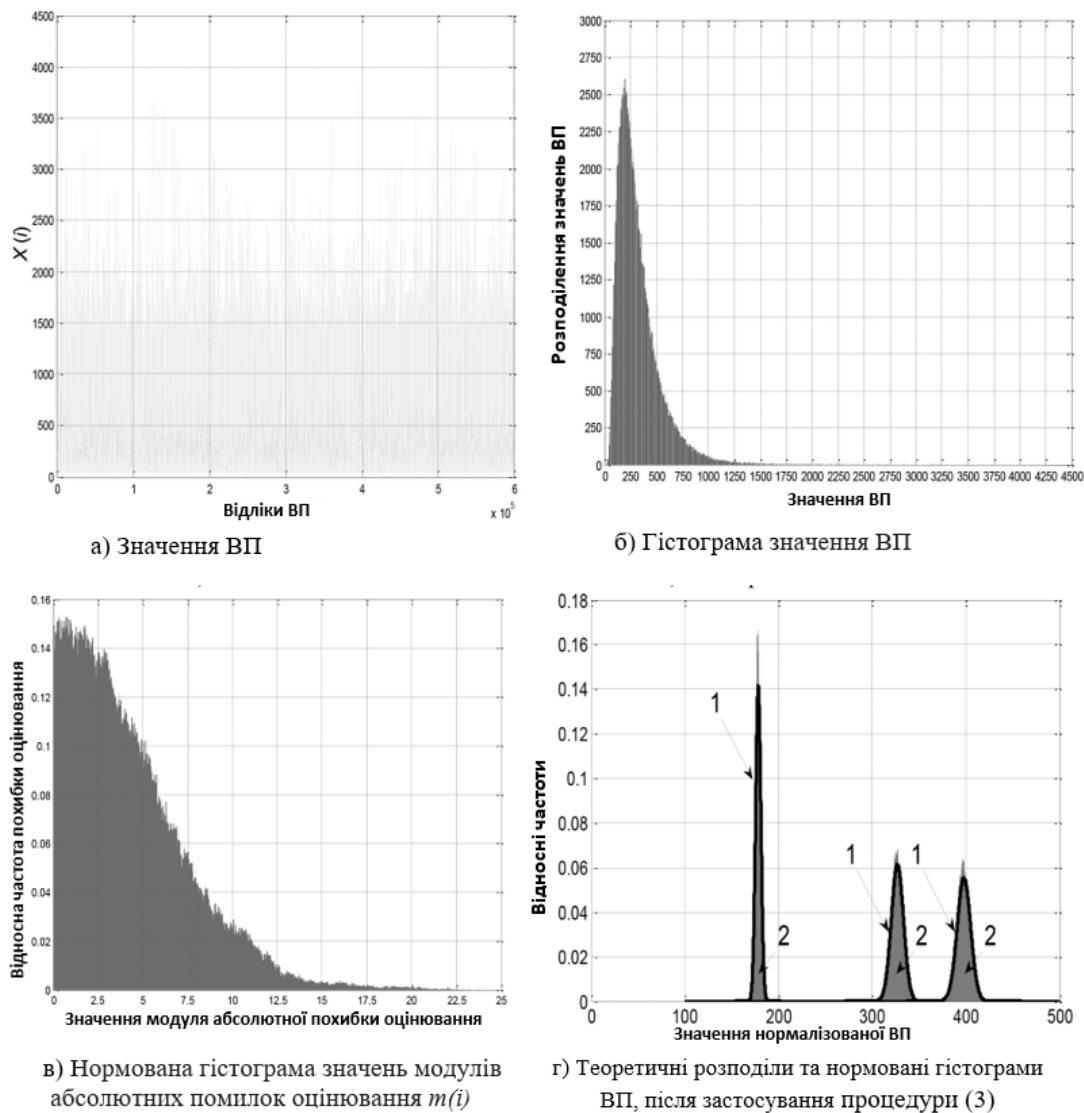 4500
4000
3500
3000
2500
2000
1500
1000
500
0
X (i)
0 1 2 3 4 5 6
Відліки ВП
x 10^5
а) Значення ВП
3000
2750
2500
2250
2000
1750
1500
1250
1000
750
500
250
0
Розподілення значень ВП
0 250 500 750 1000 1250 1500 1750 2000 2250 2500 2750 3000 3250 3500 3750 4000 4250 4500
Значення ВП
б) Гістограма значення ВП
0.16
0.14
0.12
0.1
0.08
0.06
0.04
0.02
0
Відносна частота похибки оцінювання
0 2.5 5 7.5 10 12.5 15 17.5 20 22.5 25
Значення модуля абсолютної похибки оцінювання
в) Нормована гістограма значень модулів
абсолютних помилок оцінювання m(i)
0.18
0.16
0.14
0.12
0.1
0.08
0.06
0.04
0.02
0
Відносні частоти
1
1 1
2 2 2
0 100 200 300 400 500
Значення нормалізованої ВП
г) Теоретичні розподіли та нормовані гістограми
ВП, після застосування процедури (3)